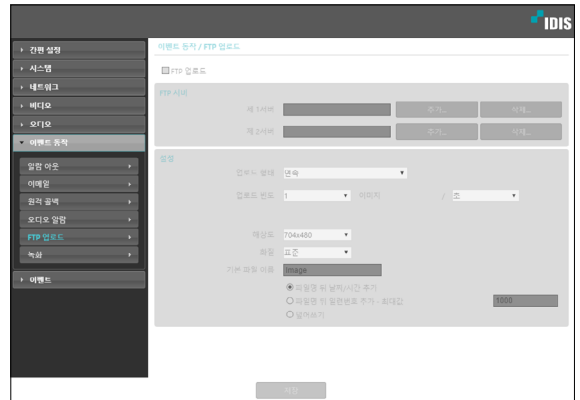 IDIS
간편 설정
시스템
네트워크
비디오
오디오
이벤트 동작
알람 아웃
이메일
원격 콜백
오디오 알람
FTP 업로드
녹화
이벤트
이벤트 동작 / FTP 업로드
FTP 업로드
FTP 서버
제 1서버 추가... 삭제...
제 2서버 추가... 삭제...
설정
업로드 형태 연속
업로드 빈도 1 이미지 / 초
해상도 704x480
화질 표준
기본 파일 이름 image
파일명 뒤 날짜/시간 추가
파일명 뒤 일련번호 추가 - 최대값 1000
덮어쓰기
저장